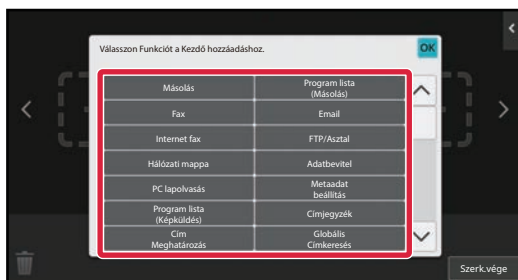 Válasszon Funkciót a Kezdő hozzáadáshoz.
OK
Másolás
Program lista
(Másolás)
Fax
Email
Internet fax
FTP/Asztal
Hálózati mappa
Adatbevitel
PC lapolvasás
Metaadat
beállítás
Program lista
(Képküldés)
Címjegyzék
Cím
Meghatározás
Globális
Címkeresés
Szerk.vége